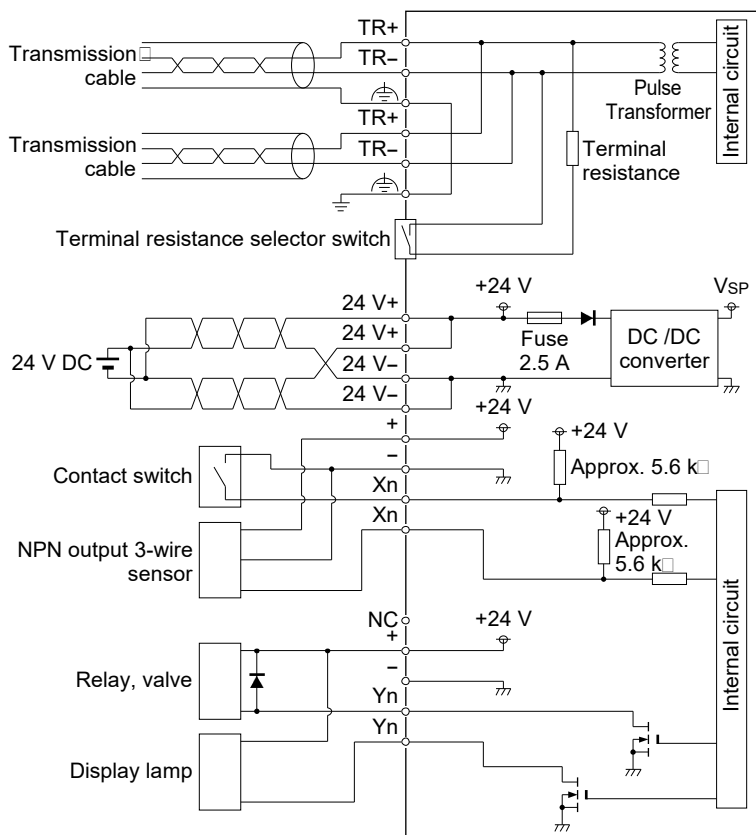 TR+
Transmission□
cable
TR−
TR+
Transmission
cable
TR−
Pulse
Transformer
Internal circuit
Terminal
resistance
Terminal resistance selector switch
24 V+
24 V+
24 V DC
24 V−
24 V−
+24 V
Fuse
2.5 A
DC /DC
converter
VSP
+
+24 V
−
Contact switch
Xn
+24 V
Approx. 5.6 k□
Xn
NPN output 3-wire
sensor
+24 V
Approx.
5.6 k□
NC
+
+24 V
−
Relay, valve
Yn
Yn
Display lamp
Internal circuit